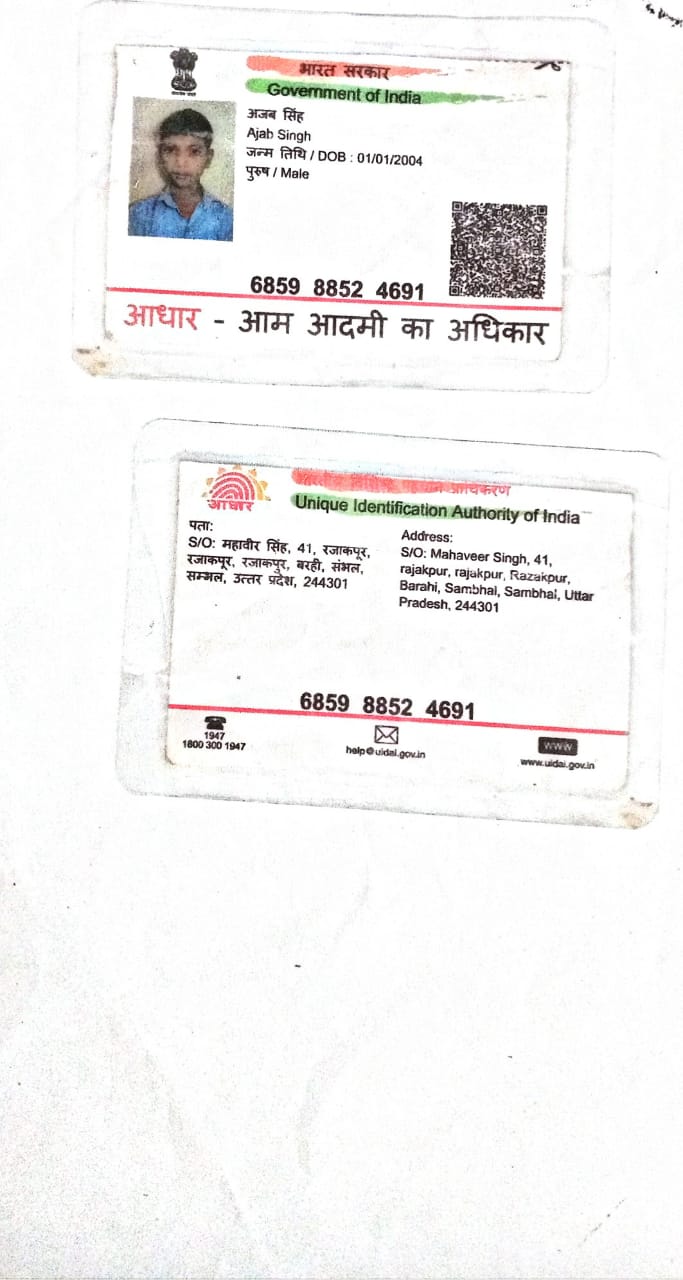 भारत सरकार
Government of India
अजब सिंह
Ajab Singh
जन्म तिथि / DOB : 01/01/2004
पुरुष / Male
6859 8852 4691
आधार - आम आदमी का अधिकार
आधार
Unique Identification Authority of India
पता:
S/O: महावीर सिंह, 41, रजाकपूर,
रजाकपूर, रजाकपुर, बरही, संभल,
सम्भल, उत्तर प्रदेश, 244301
Address:
S/O: Mahaveer Singh, 41,
rajakpur, rajakpur, Razakpur,
Barahi, Sambhal, Sambhal, Uttar
Pradesh, 244301
6859 8852 4691
1947
1800 300 1947
help@uidai.gov.in
www
www.uidai.gov.in